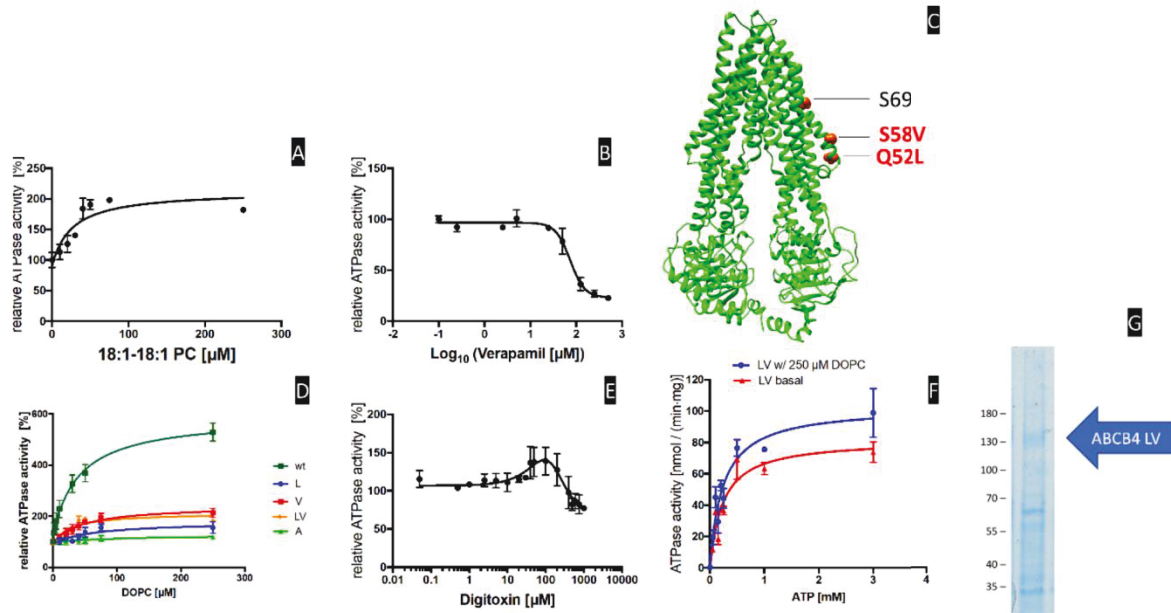 A
relative ATPase activity [%]
250
200
150
100
50
0
0 100 200 300
18:1-18:1 PC [µM]
B
relative ATPase activity [%]
150
100
50
0
-2 -1 0 1 2 3
Log10 (Verapamil [µM])
C
S69
S58V
Q52L
D
relative ATPase activity [%]
600
400
200
0
0 100 200 300
DOPC [µM]
wt
L
V
LV
A
E
relative ATPase activity [%]
200
150
100
50
0
0.01 0.1 1 10 100 1000 10000
Digitoxin [µM]
F
LV w/ 250 µM DOPC
LV basal
ATPase activity [nmol / (min·mg)]
140
120
100
80
60
40
20
0
0 1 2 3 4
ATP [mM]
G
180
130
100
70
55
40
35
ABCB4 LV